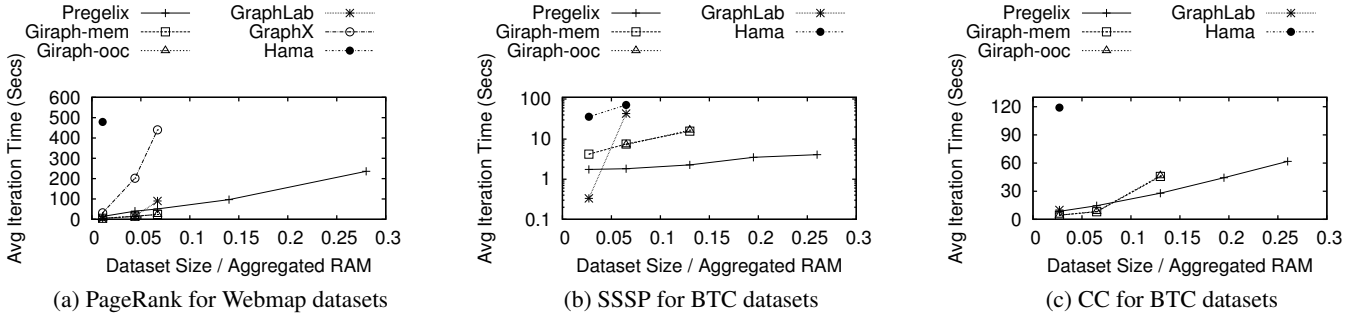 Pregelix
Giraph-mem
Giraph-ooc
GraphLab
GraphX
Hama
Avg Iteration Time (Secs)
600
500
400
300
200
100
0
0 0.05 0.1 0.15 0.2 0.25 0.3
Dataset Size / Aggregated RAM
(a) PageRank for Webmap datasets
Pregelix
Giraph-mem
Giraph-ooc
GraphLab
Hama
Avg Iteration Time (Secs)
100
10
1
0.1
0 0.05 0.1 0.15 0.2 0.25 0.3
Dataset Size / Aggregated RAM
(b) SSSP for BTC datasets
Pregelix
Giraph-mem
Giraph-ooc
GraphLab
Hama
Avg Iteration Time (Secs)
120
90
60
30
0
0 0.05 0.1 0.15 0.2 0.25 0.3
Dataset Size / Aggregated RAM
(c) CC for BTC datasets